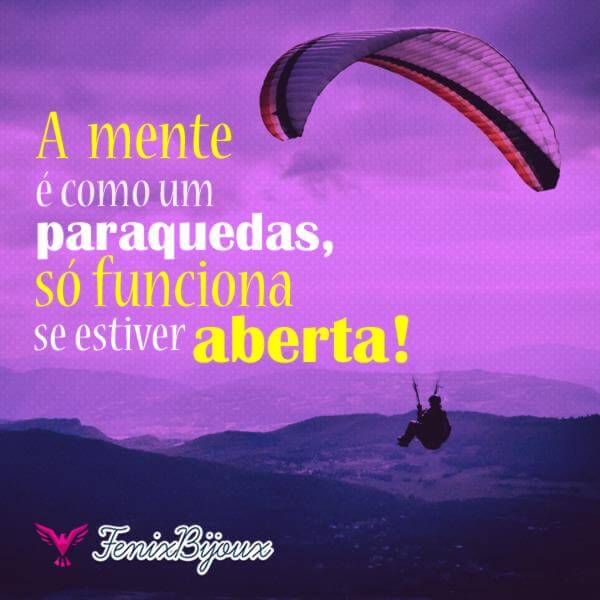 A mente
é como um
paraquedas,
só funciona
se estiver aberta!
FenixBijoux